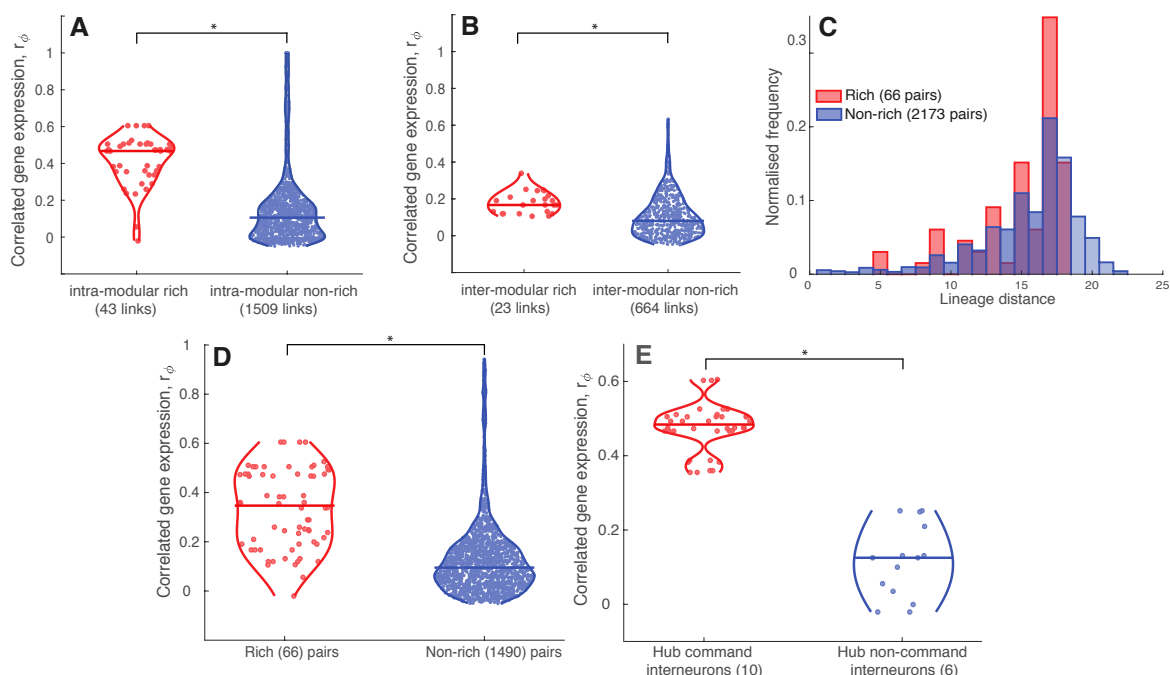 A
*
Correlated gene expression, rϕ
1
0.8
0.6
0.4
0.2
0
intra-modular rich
(43 links)
intra-modular non-rich
(1509 links)
B
*
Correlated gene expression, rϕ
1
0.8
0.6
0.4
0.2
0
inter-modular rich
(23 links)
inter-modular non-rich
(664 links)
C
Normalised frequency
0.3
0.2
0.1
0
Rich (66 pairs)
Non-rich (2173 pairs)
0 5 10 15 20 25
Lineage distance
D
*
Correlated gene expression, rϕ
1
0.8
0.6
0.4
0.2
0
Rich (66) pairs
Non-rich (1490) pairs
E
*
Correlated gene expression, rϕ
0.6
0.4
0.2
0
Hub command
interneurons (10)
Hub non-command
interneurons (6)